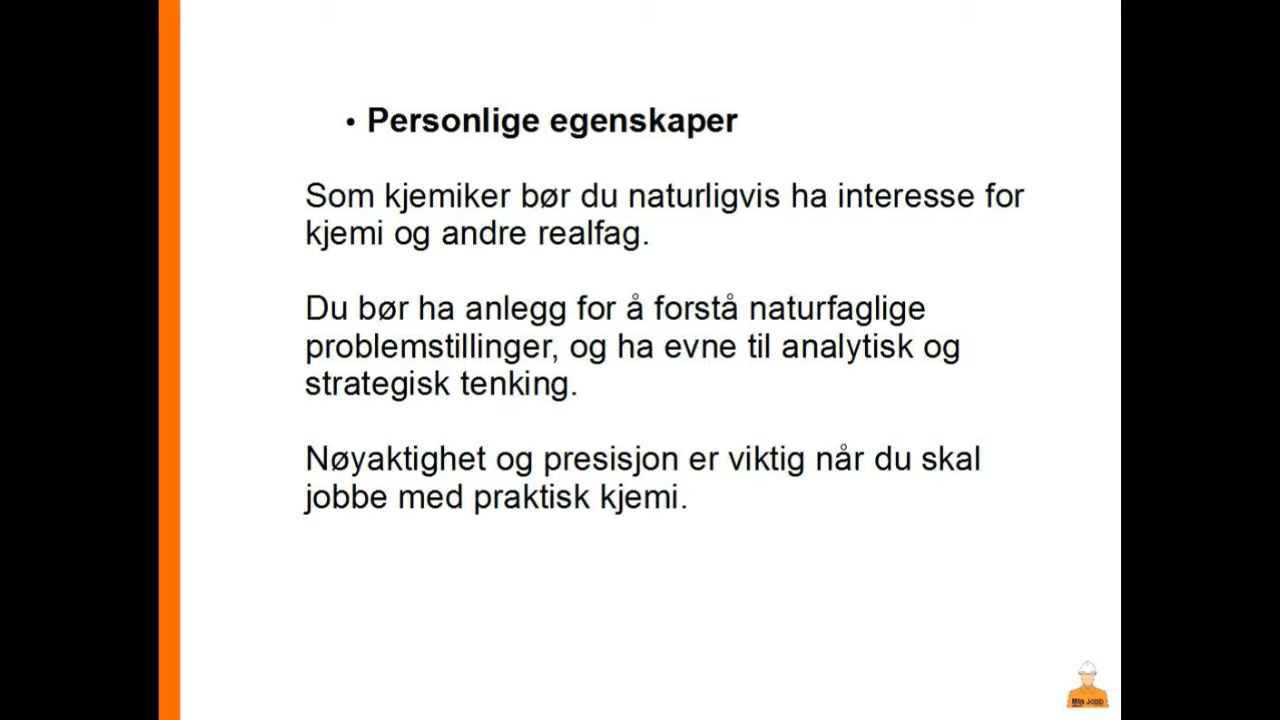 • Personlige egenskaper
Som kjemiker bør du naturligvis ha interesse for
kjemi og andre realfag.
Du bør ha anlegg for å forstå naturfaglige
problemstillinger, og ha evne til analytisk og
strategisk tenking.
Nøyaktighet og presisjon er viktig når du skal
jobbe med praktisk kjemi.
Min Jobb